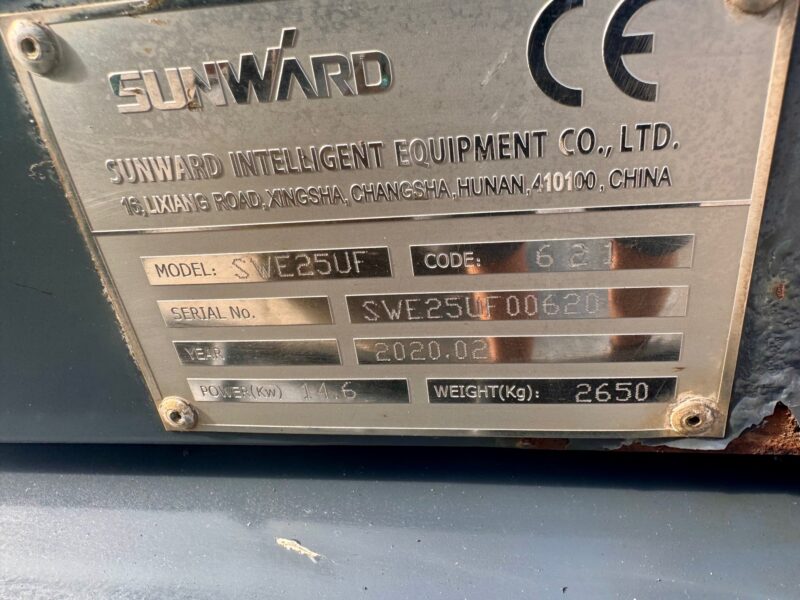 SUNWARD
CE
SUNWARD INTELLIGENT EQUIPMENT CO., LTD.
16, LIXIANG ROAD, XINGSHA, CHANGSHA, HUNAN, 410100, CHINA
MODEL: SWE25UF CODE: 621
SERIAL No. SWE25UF00620
YEAR 2020.02
POWER(Kw) 14.6 WEIGHT(Kg): 2650